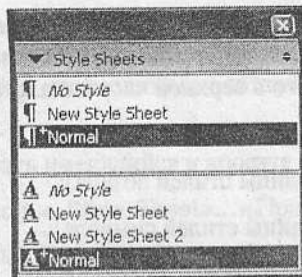 Style Sheets
¶ No Style
¶ New Style Sheet
¶+Normal
A No Style
A New Style Sheet
A New Style Sheet 2
A+Normal